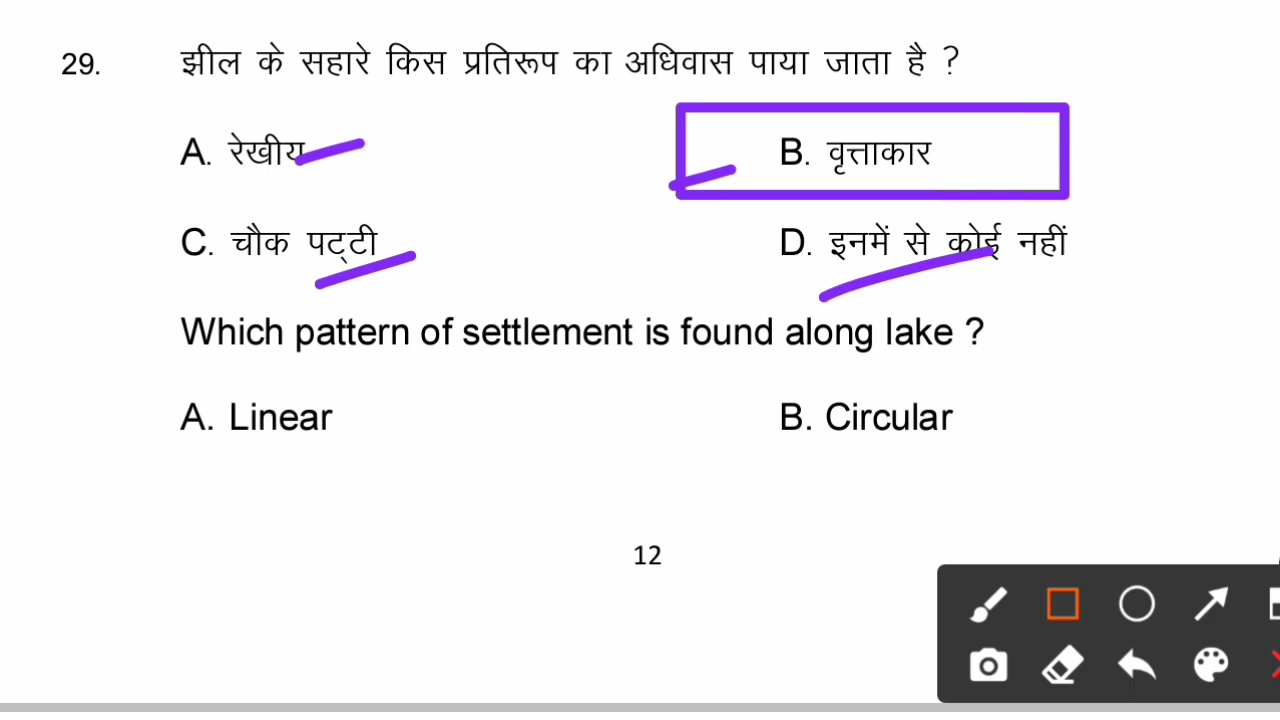 29. झील के सहारे किस प्रतिरूप का अधिवास पाया जाता है ?
A. रेखीय B. वृत्ताकार
C. चौक पट्टी D. इनमें से कोई नहीं
Which pattern of settlement is found along lake ?
A. Linear B. Circular
12